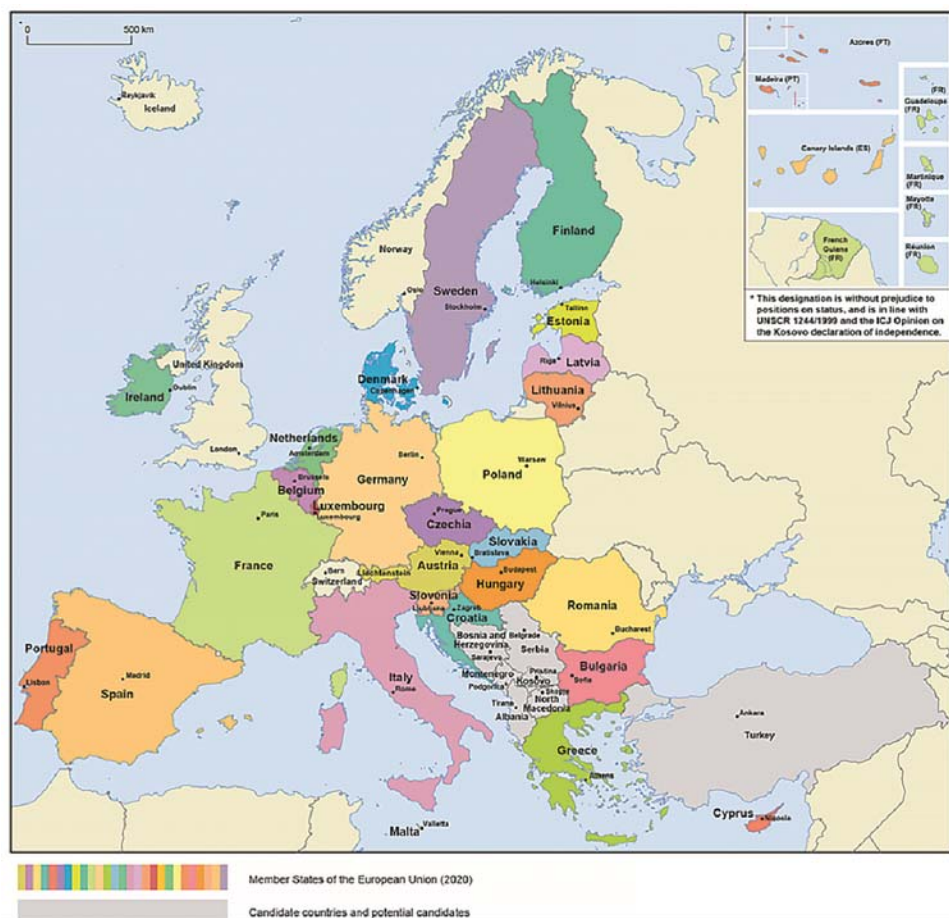 0
500 km
Reykjavik
Iceland
Azores (PT)
Madeira (PT)
(FR)
Guadeloupe
(FR)
Canary Islands (ES)
Martinique
(FR)
Mayotte
(FR)
French
Guiana
(FR)
Réunion
(FR)
* This designation is without prejudice to
positions on status, and is in line with
UNSCR 1244/1999 and the ICJ Opinion on
the Kosovo declaration of independence.
Finland
Norway
Helsinki
Oslo
Sweden
Stockholm
Tallinn
Estonia
Riga
Latvia
United Kingdom
Dublin
Ireland
Denmark
Copenhagen
Lithuania
Vilnius
London
Netherlands
Amsterdam
Berlin
Warsaw
Poland
Brussels
Belgium
Germany
Luxembourg
Luxembourg
Paris
Prague
Czechia
France
Slovakia
Vienna
Bratislava
Bern
Switzerland
Liechtenstein
Austria
Budapest
Hungary
Slovenia
Ljubljana
Zagreb
Croatia
Romania
Bucharest
Bosnia and
Herzegovina
Belgrade
Sarajevo
Serbia
Portugal
Lisbon
Madrid
Spain
Italy
Rome
Montenegro
Podgorica
Pristina
Kosovo
Bulgaria
Sofia
Skopje
North
Macedonia
Tirana
Albania
Ankara
Turkey
Greece
Athens
Malta
Valletta
Cyprus
Nicosia
Member States of the European Union (2020)
Candidate countries and potential candidates